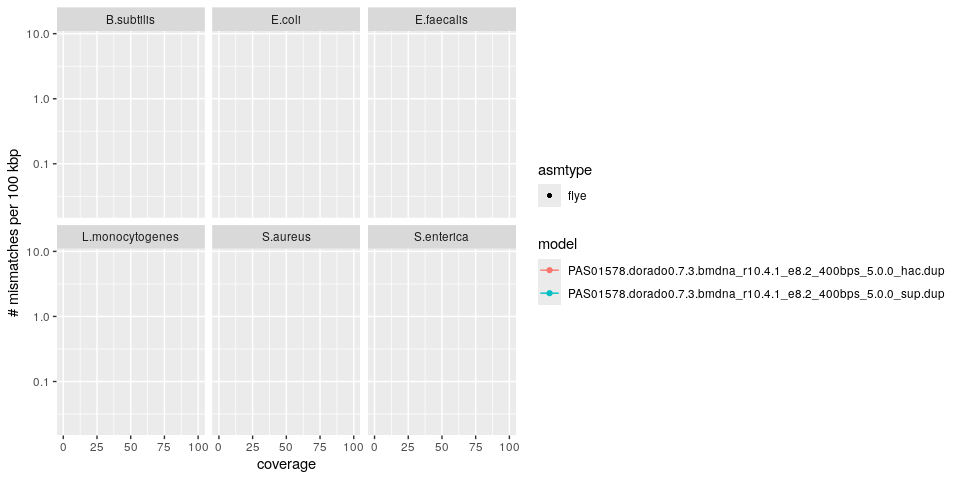 B.subtilis E.coli E.faecalis
10.0
1.0
0.1
L.monocytogenes S.aureus S.enterica
10.0
1.0
0.1
0 25 50 75 100 0 25 50 75 100 0 25 50 75 100
coverage
# mismatches per 100 kbp
asmtype
flye
model
PAS01578.dorado0.7.3.bmdna_r10.4.1_e8.2_400bps_5.0.0_hac.dup
PAS01578.dorado0.7.3.bmdna_r10.4.1_e8.2_400bps_5.0.0_sup.dup